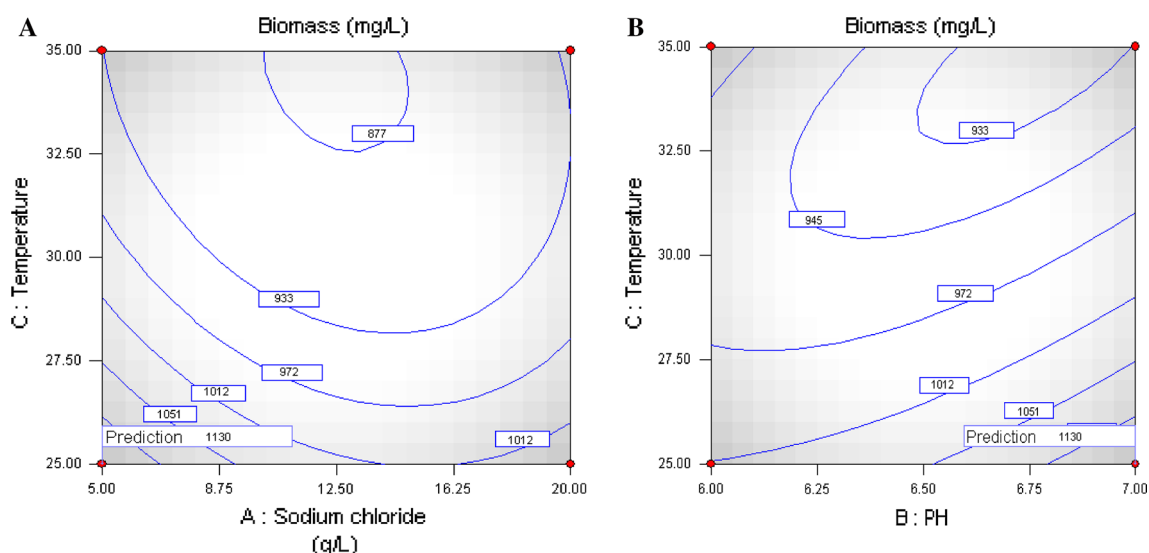 A
Biomass (mg/L)
35.00
32.50
30.00
27.50
25.00
C : Temperature
877
933
972
1012
1051
1012
Prediction 1130
5.00 8.75 12.50 16.25 20.00
A : Sodium chloride
(g/L)
B
Biomass (mg/L)
35.00
32.50
30.00
27.50
25.00
C : Temperature
933
945
972
1012
1051
Prediction 1130
6.00 6.25 6.50 6.75 7.00
B : PH